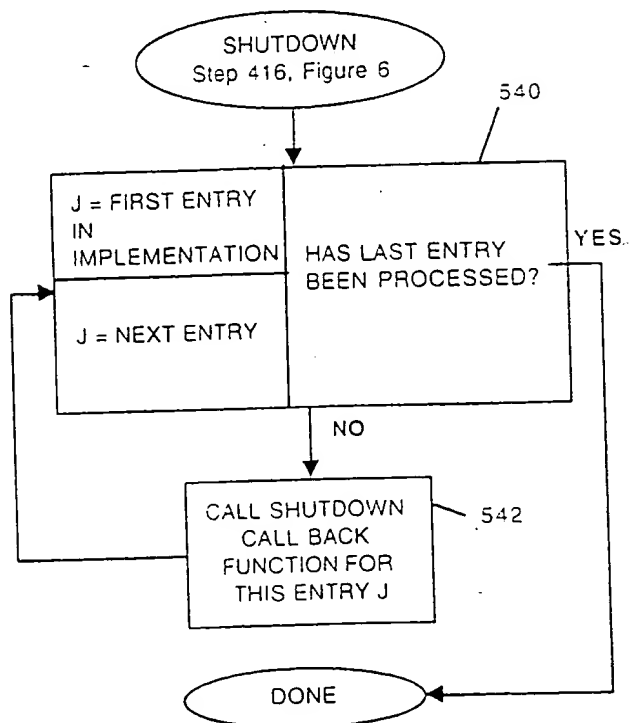 SHUTDOWN
Step 416, Figure 6
540
J = FIRST ENTRY
IN
IMPLEMENTATION
HAS LAST ENTRY
BEEN PROCESSED?
YES
J = NEXT ENTRY
NO
CALL SHUTDOWN
CALL BACK
FUNCTION FOR
THIS ENTRY J
542
DONE